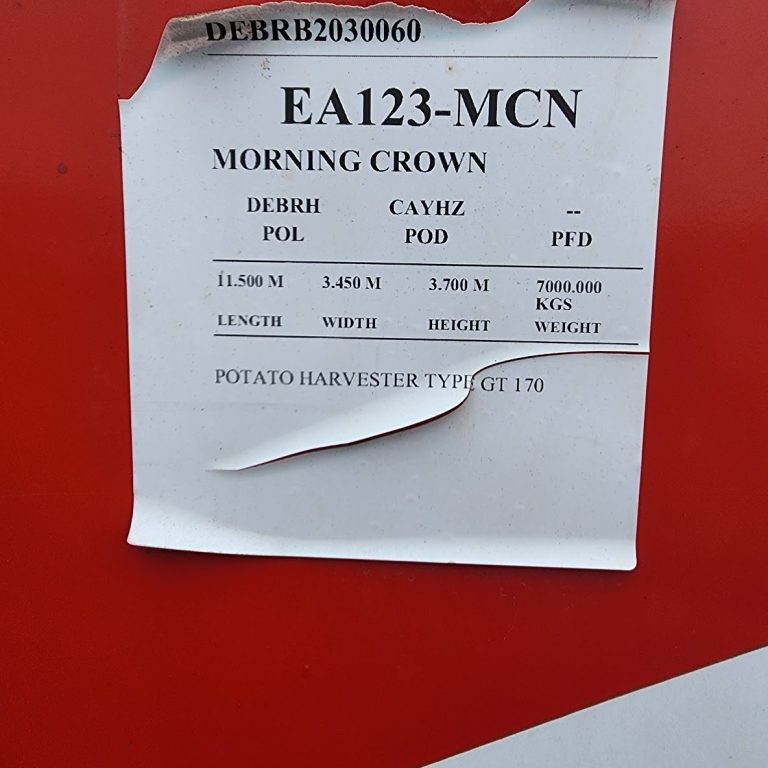 DEBRB2030060
EA123-MCN
MORNING CROWN
DEBRH CAYHZ --
POL POD PFD
11.500 M 3.450 M 3.700 M 7000.000
KGS
LENGTH WIDTH HEIGHT WEIGHT
POTATO HARVESTER TYPE GT 170